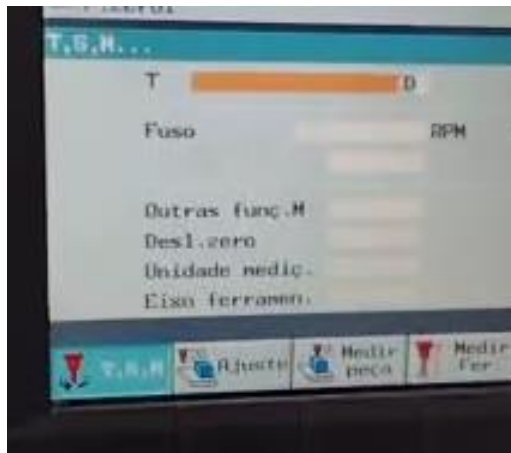 T,S,M...
T D
Fuso RPM
Outras funç.M
Desl.zero
Unidade mediç.
Eixo ferramen.
T,S,M Ajuste Medir peça Medir Fer